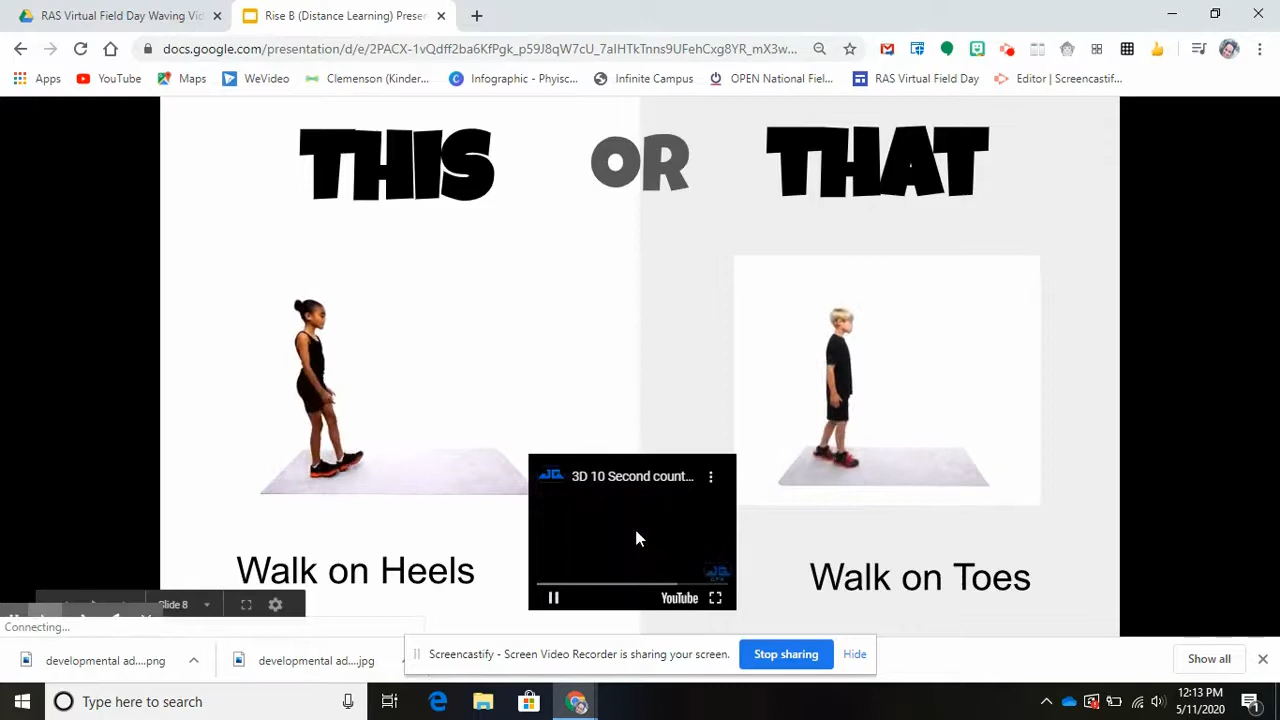 RAS Virtual Field Day Waving Vid
Rise B (Distance Learning) Prese
docs.google.com/presentation/d/e/2PACX-1vQdff2ba6KfPgk_p59J8qW7cU_7aIHTkTnns9UFehCxg8YR_mX3w...
Apps
YouTube
Maps
WeVideo
Clemenson (Kinder...
Infographic - Phyisc...
Infinite Campus
OPEN National Fiel...
RAS Virtual Field Day
Editor | Screencastif...
THIS OR THAT
3D 10 Second count...
YouTube
Walk on Heels
Walk on Toes
Slide 8
Connecting...
developmental ad....png
developmental ad....jpg
Screencastify - Screen Video Recorder is sharing your screen.
Stop sharing
Hide
Show all
Type here to search
12:13 PM
5/11/2020
1